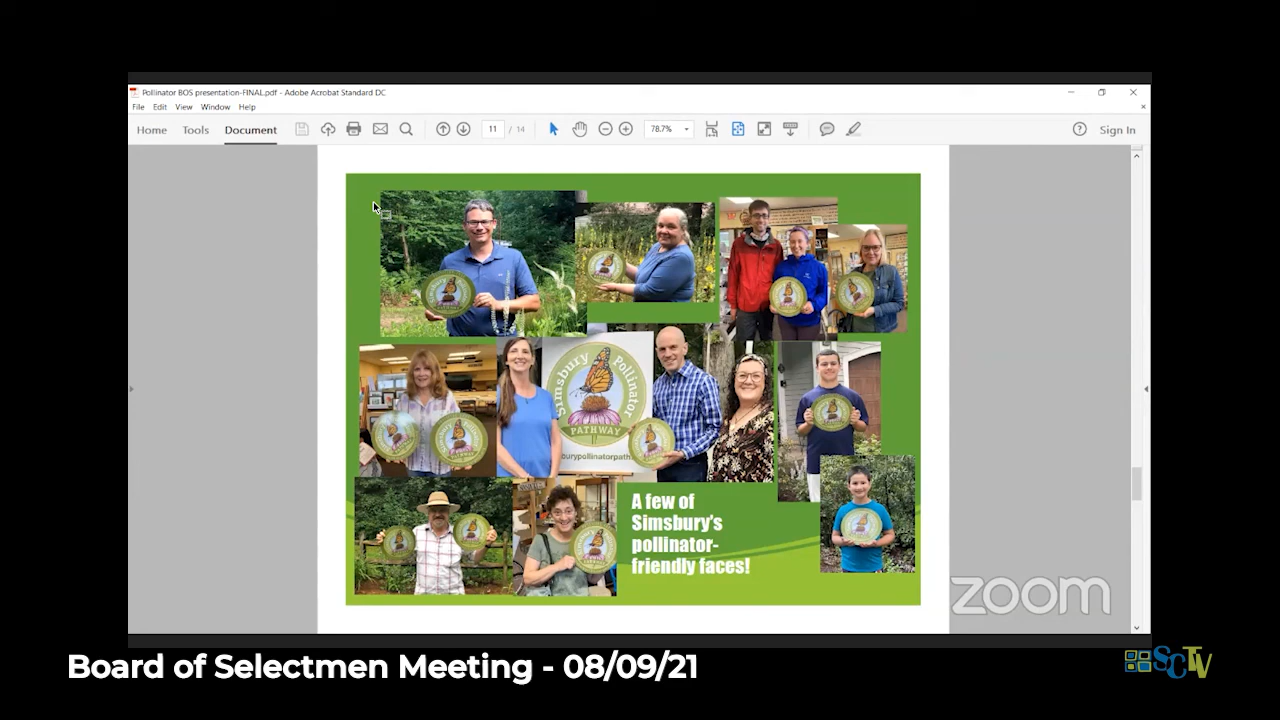 Pollinator BOS presentation-FINAL.pdf - Adobe Acrobat Standard DC
File Edit View Window Help
Home Tools Document 11 / 14 78.7% Sign In
Simsbury Pollinator
PATHWAY
burypollinatorpath
A few of
Simsbury's
pollinator-
friendly faces!
zoom
Board of Selectmen Meeting - 08/09/21
SCTV